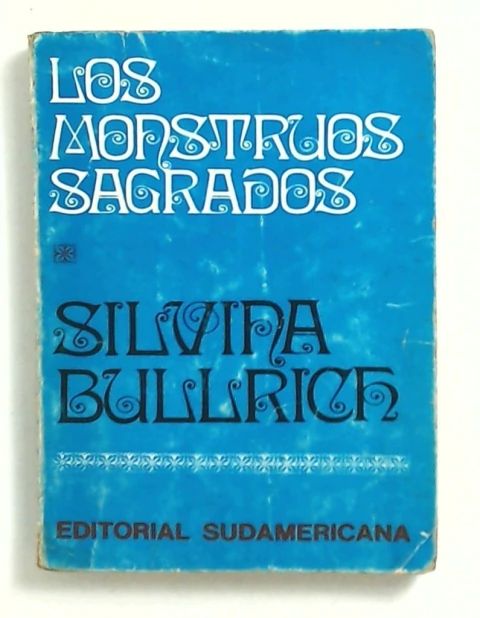 LOS
MONSTRUOS
SAGRADOS
SILVINA
BULLRICH
EDITORIAL SUDAMERICANA